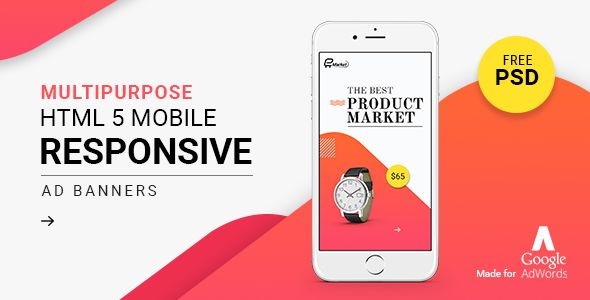 MULTIPURPOSE
HTML 5 MOBILE
RESPONSIVE
AD BANNERS
→
Market
THE BEST
PRODUCT
MARKET
$65
→
FREE
PSD
Google
Made for AdWords